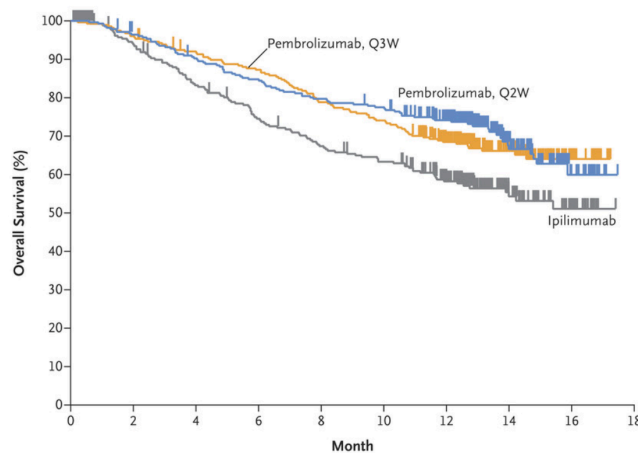 100
90
80
70
60
50
40
30
20
10
0
Overall Survival (%)
Pembrolizumab, Q3W
Pembrolizumab, Q2W
Ipilimumab
0 2 4 6 8 10 12 14 16 18
Month